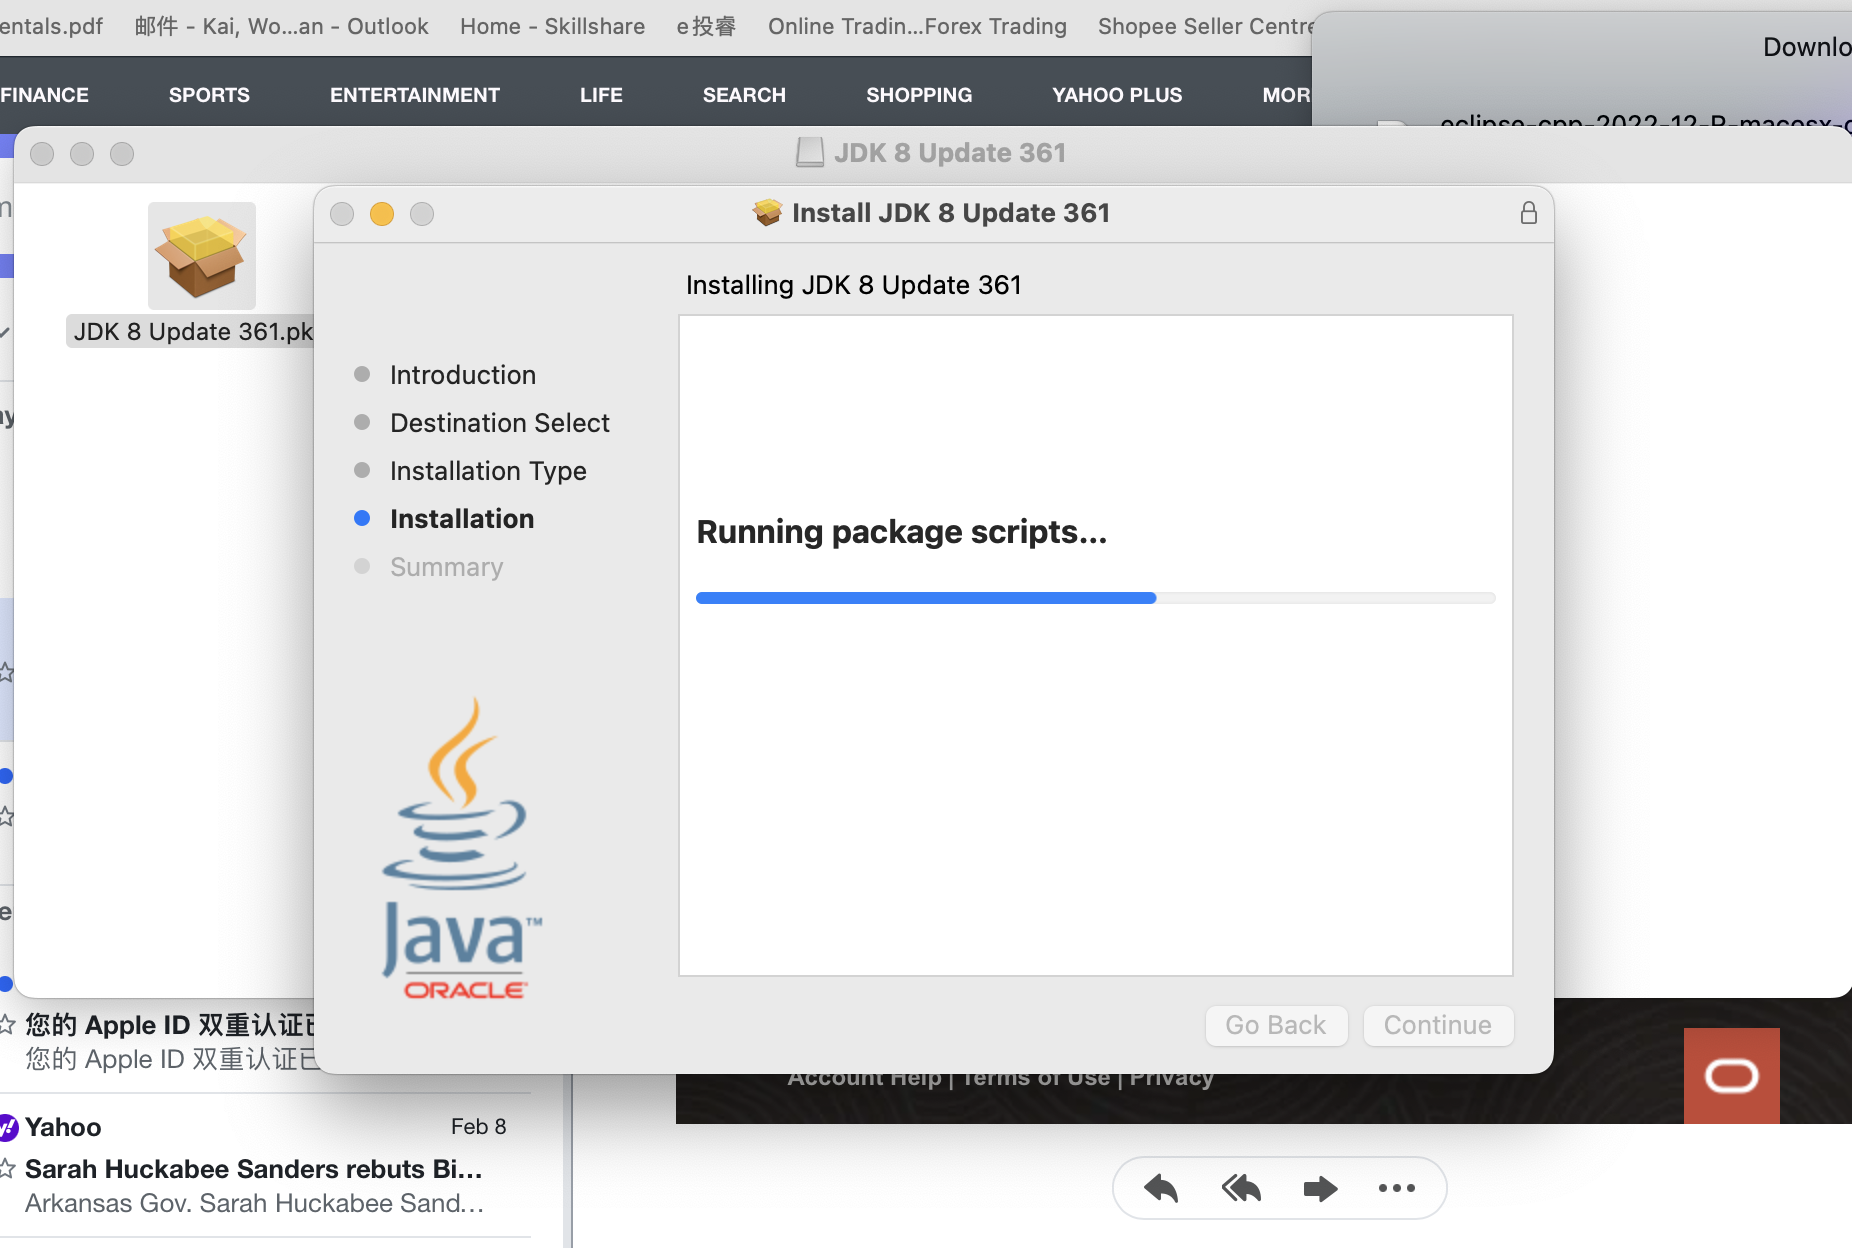 entals.pdf 邮件 - Kai, Wo...an - Outlook Home - Skillshare e投睿 Online Tradin...Forex Trading Shopee Seller Centre
Downlo
FINANCE SPORTS ENTERTAINMENT LIFE SEARCH SHOPPING YAHOO PLUS MOR
eclipse-cpp-2022-12-R-macosx-c
JDK 8 Update 361
Install JDK 8 Update 361
JDK 8 Update 361.pk
Installing JDK 8 Update 361
Introduction
Destination Select
Installation Type
Installation
Summary
Running package scripts...
Java™
ORACLE
Go Back Continue
您的 Apple ID 双重认证已
您的 Apple ID 双重认证已
Account Help | Terms of Use | Privacy
Yahoo Feb 8
Sarah Huckabee Sanders rebuts Bi...
Arkansas Gov. Sarah Huckabee Sand...